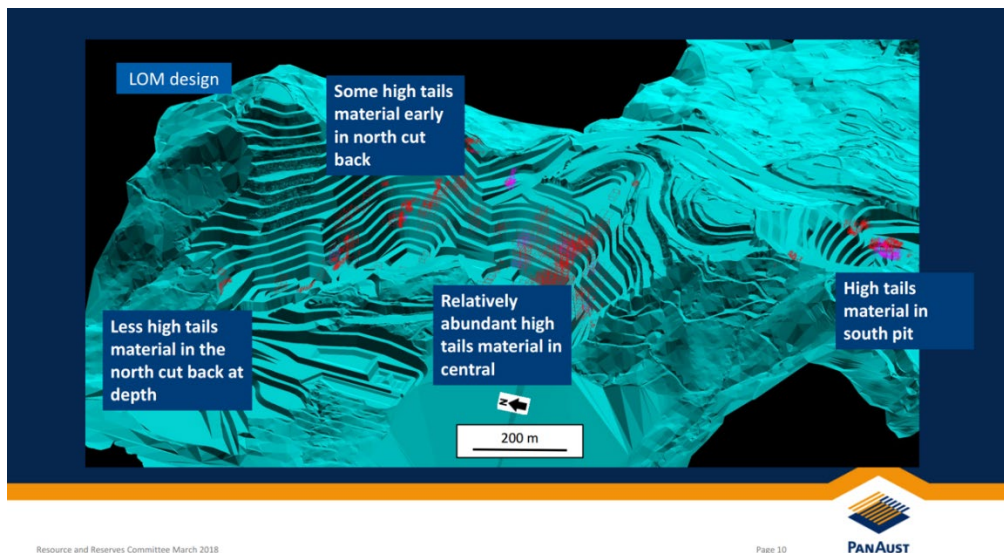 LOM design
Some high tails
material early
in north cut
back
Less high tails
material in the
north cut back at
depth
Relatively
abundant high
tails material in
central
High tails
material in
south pit
N
200 m
Resource and Reserves Committee March 2018
Page 10
PANAUST